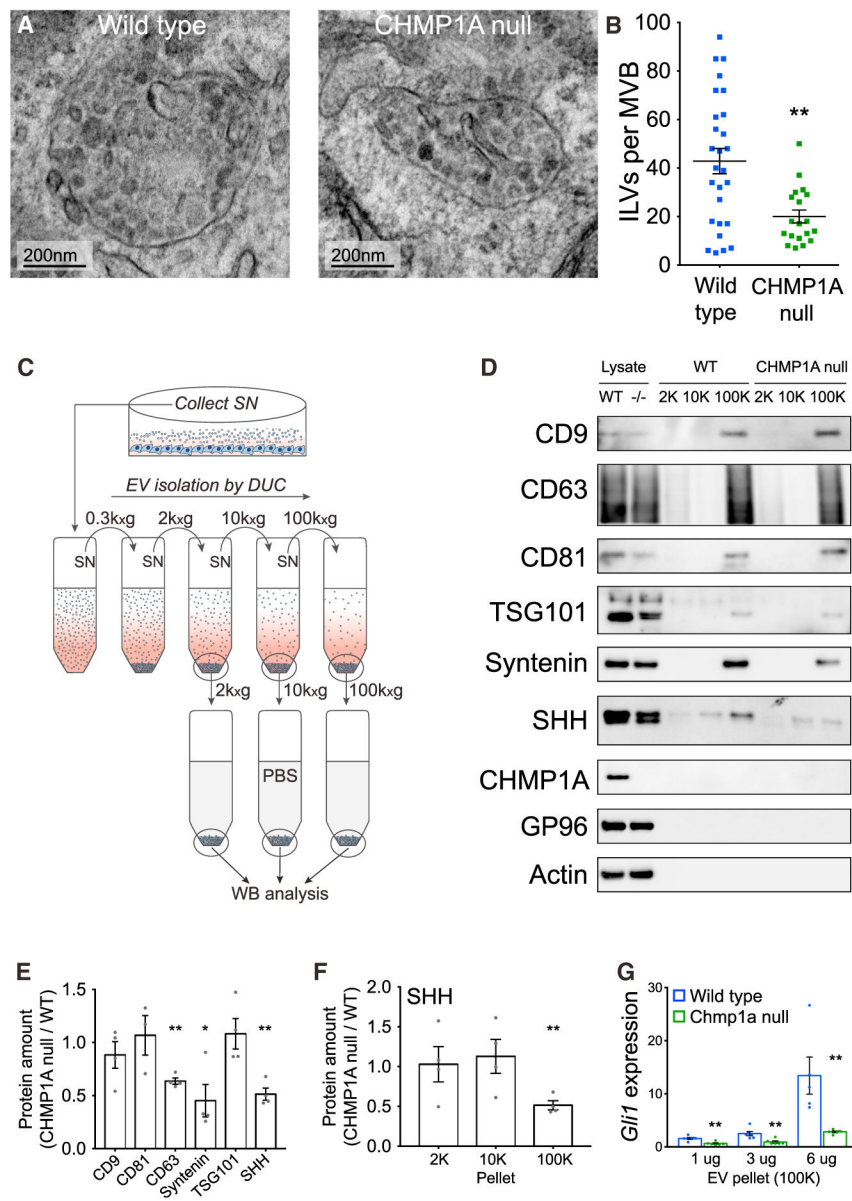 A
Wild type
CHMP1A null
200nm
200nm
B
ILVs per MVB
100
80
60
40
20
0
**
Wild
type
CHMP1A
null
C
Collect SN
EV isolation by DUC
0.3kxg 2kxg 10kxg 100kxg
SN SN SN SN
2kxg 10kxg 100kxg
PBS
WB analysis
D
Lysate WT CHMP1A null
WT -/- 2K 10K 100K 2K 10K 100K
CD9
CD63
CD81
TSG101
Syntenin
SHH
CHMP1A
GP96
Actin
E
Protein amount
(CHMP1A null / WT)
1.5
1.0
0.5
0.0
** * **
CD9 CD81 CD63 Syntenin TSG101 SHH
F
Protein amount
(CHMP1A null / WT)
SHH
2.0
1.5
1.0
0.5
0.0
**
2K 10K 100K
Pellet
G
Gli1 expression
30
20
10
0
Wild type
Chmp1a null
** ** **
1 ug 3 ug 6 ug
EV pellet (100K)